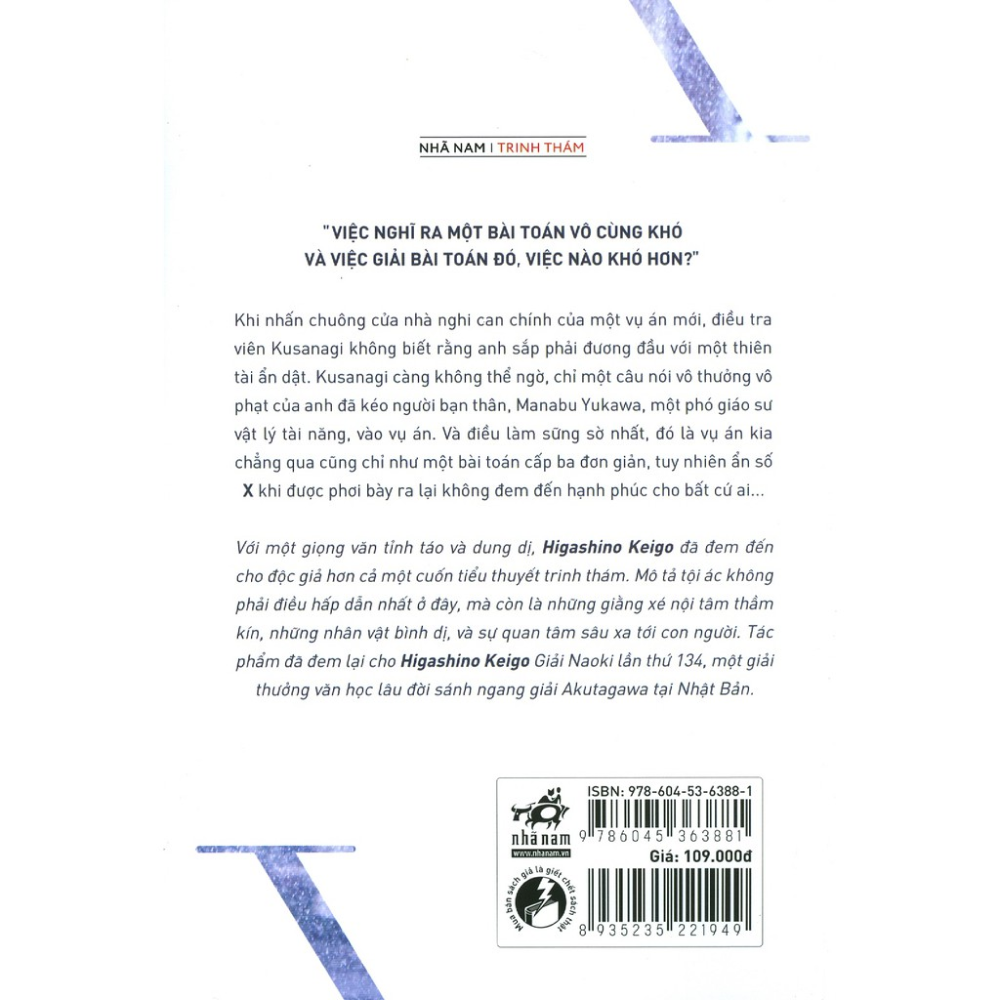 NHÃ NAM | TRINH THÁM
"VIỆC NGHĨ RA MỘT BÀI TOÁN VÔ CÙNG KHÓ
VÀ VIỆC GIẢI BÀI TOÁN ĐÓ, VIỆC NÀO KHÓ HƠN?"
Khi nhấn chuông cửa nhà nghi can chính của một vụ án mới, điều tra
viên Kusanagi không biết rằng anh sắp phải đương đầu với một thiên
tài ẩn dật. Kusanagi càng không thể ngờ, chỉ một câu nói vô thưởng vô
phạt của anh đã kéo người bạn thân, Manabu Yukawa, một phó giáo sư
vật lý tài năng, vào vụ án. Và điều làm sững sờ nhất, đó là vụ án kia
chẳng qua cũng chỉ như một bài toán cấp ba đơn giản, tuy nhiên ẩn số
X khi được phơi bày ra lại không đem đến hạnh phúc cho bất cứ ai...
Với một giọng văn tỉnh táo và dung dị, Higashino Keigo đã đem đến
cho độc giả hơn cả một cuốn tiểu thuyết trinh thám. Mô tả tội ác không
phải điều hấp dẫn nhất ở đây, mà còn là những giằng xé nội tâm thầm
kín, những nhân vật bình dị, và sự quan tâm sâu xa tới con người. Tác
phẩm đã đem lại cho Higashino Keigo Giải Naoki lần thứ 134, một giải
thưởng văn học lâu đời sánh ngang giải Akutagawa tại Nhật Bản.
nhã nam
www.nhanam.vn
Mua bán sách giả là giết chết sách thật
ISBN: 978-604-53-6388-1
9 786045 363881
Giá: 109.000đ
8 935235 221949